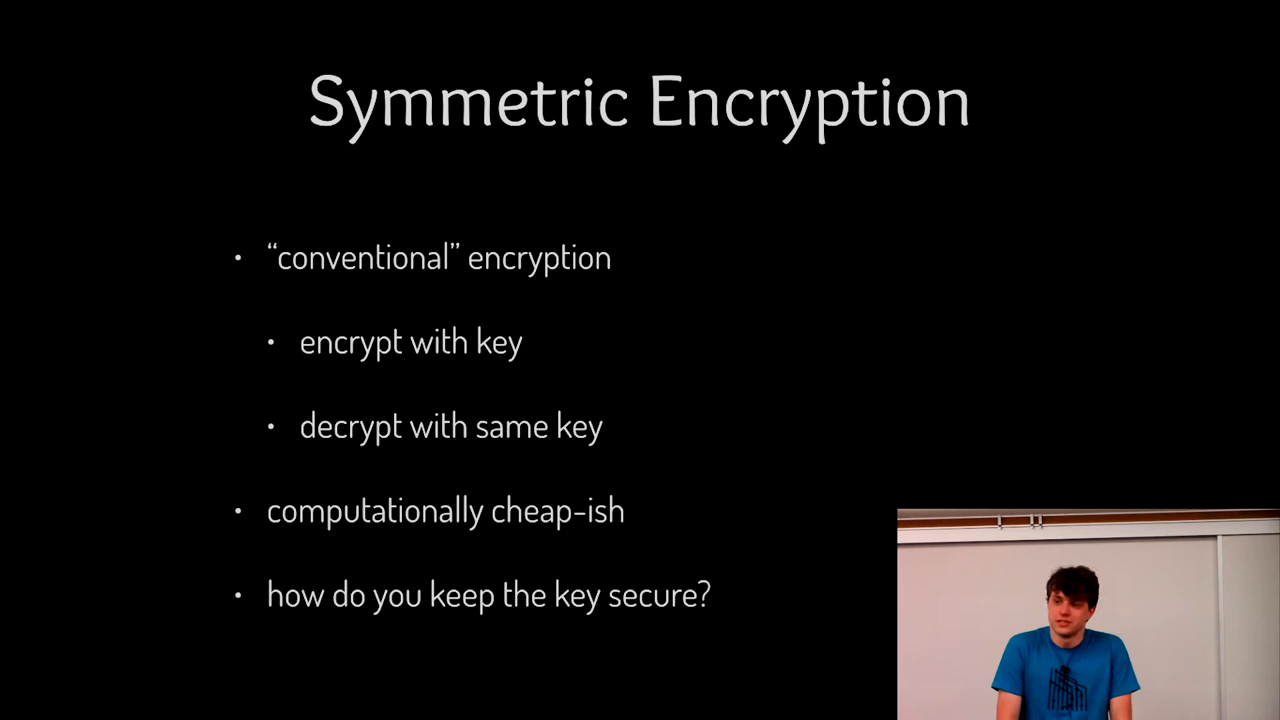 Symmetric Encryption
• “conventional” encryption
• encrypt with key
• decrypt with same key
• computationally cheap-ish
• how do you keep the key secure?